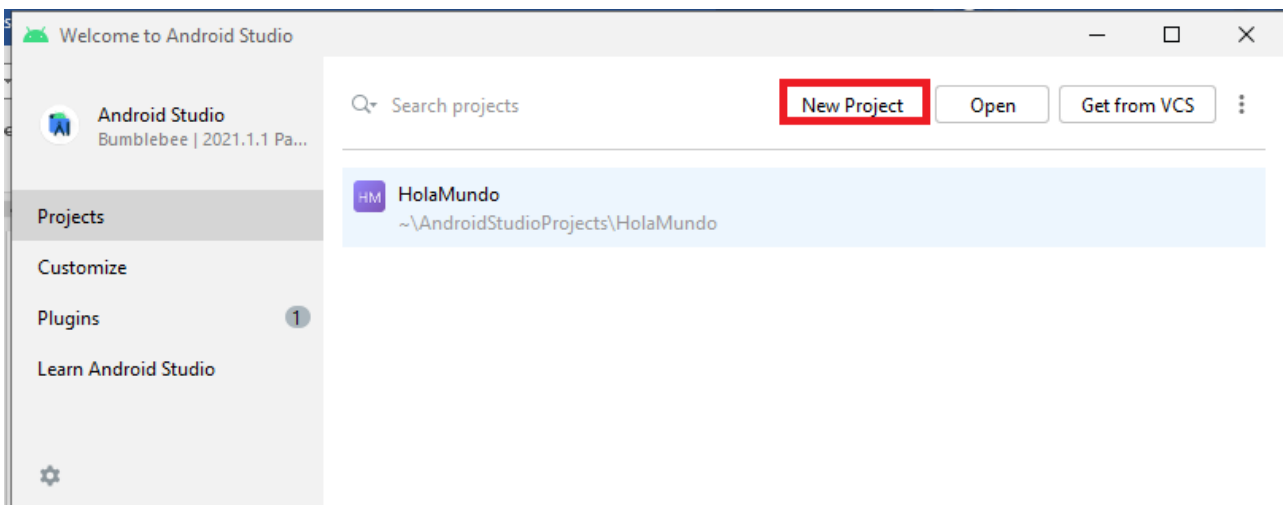 Welcome to Android Studio
Android Studio
Bumblebee | 2021.1.1 Pa...
Projects
Customize
Plugins 1
Learn Android Studio
Search projects New Project Open Get from VCS
HM HolaMundo
~\AndroidStudioProjects\HolaMundo